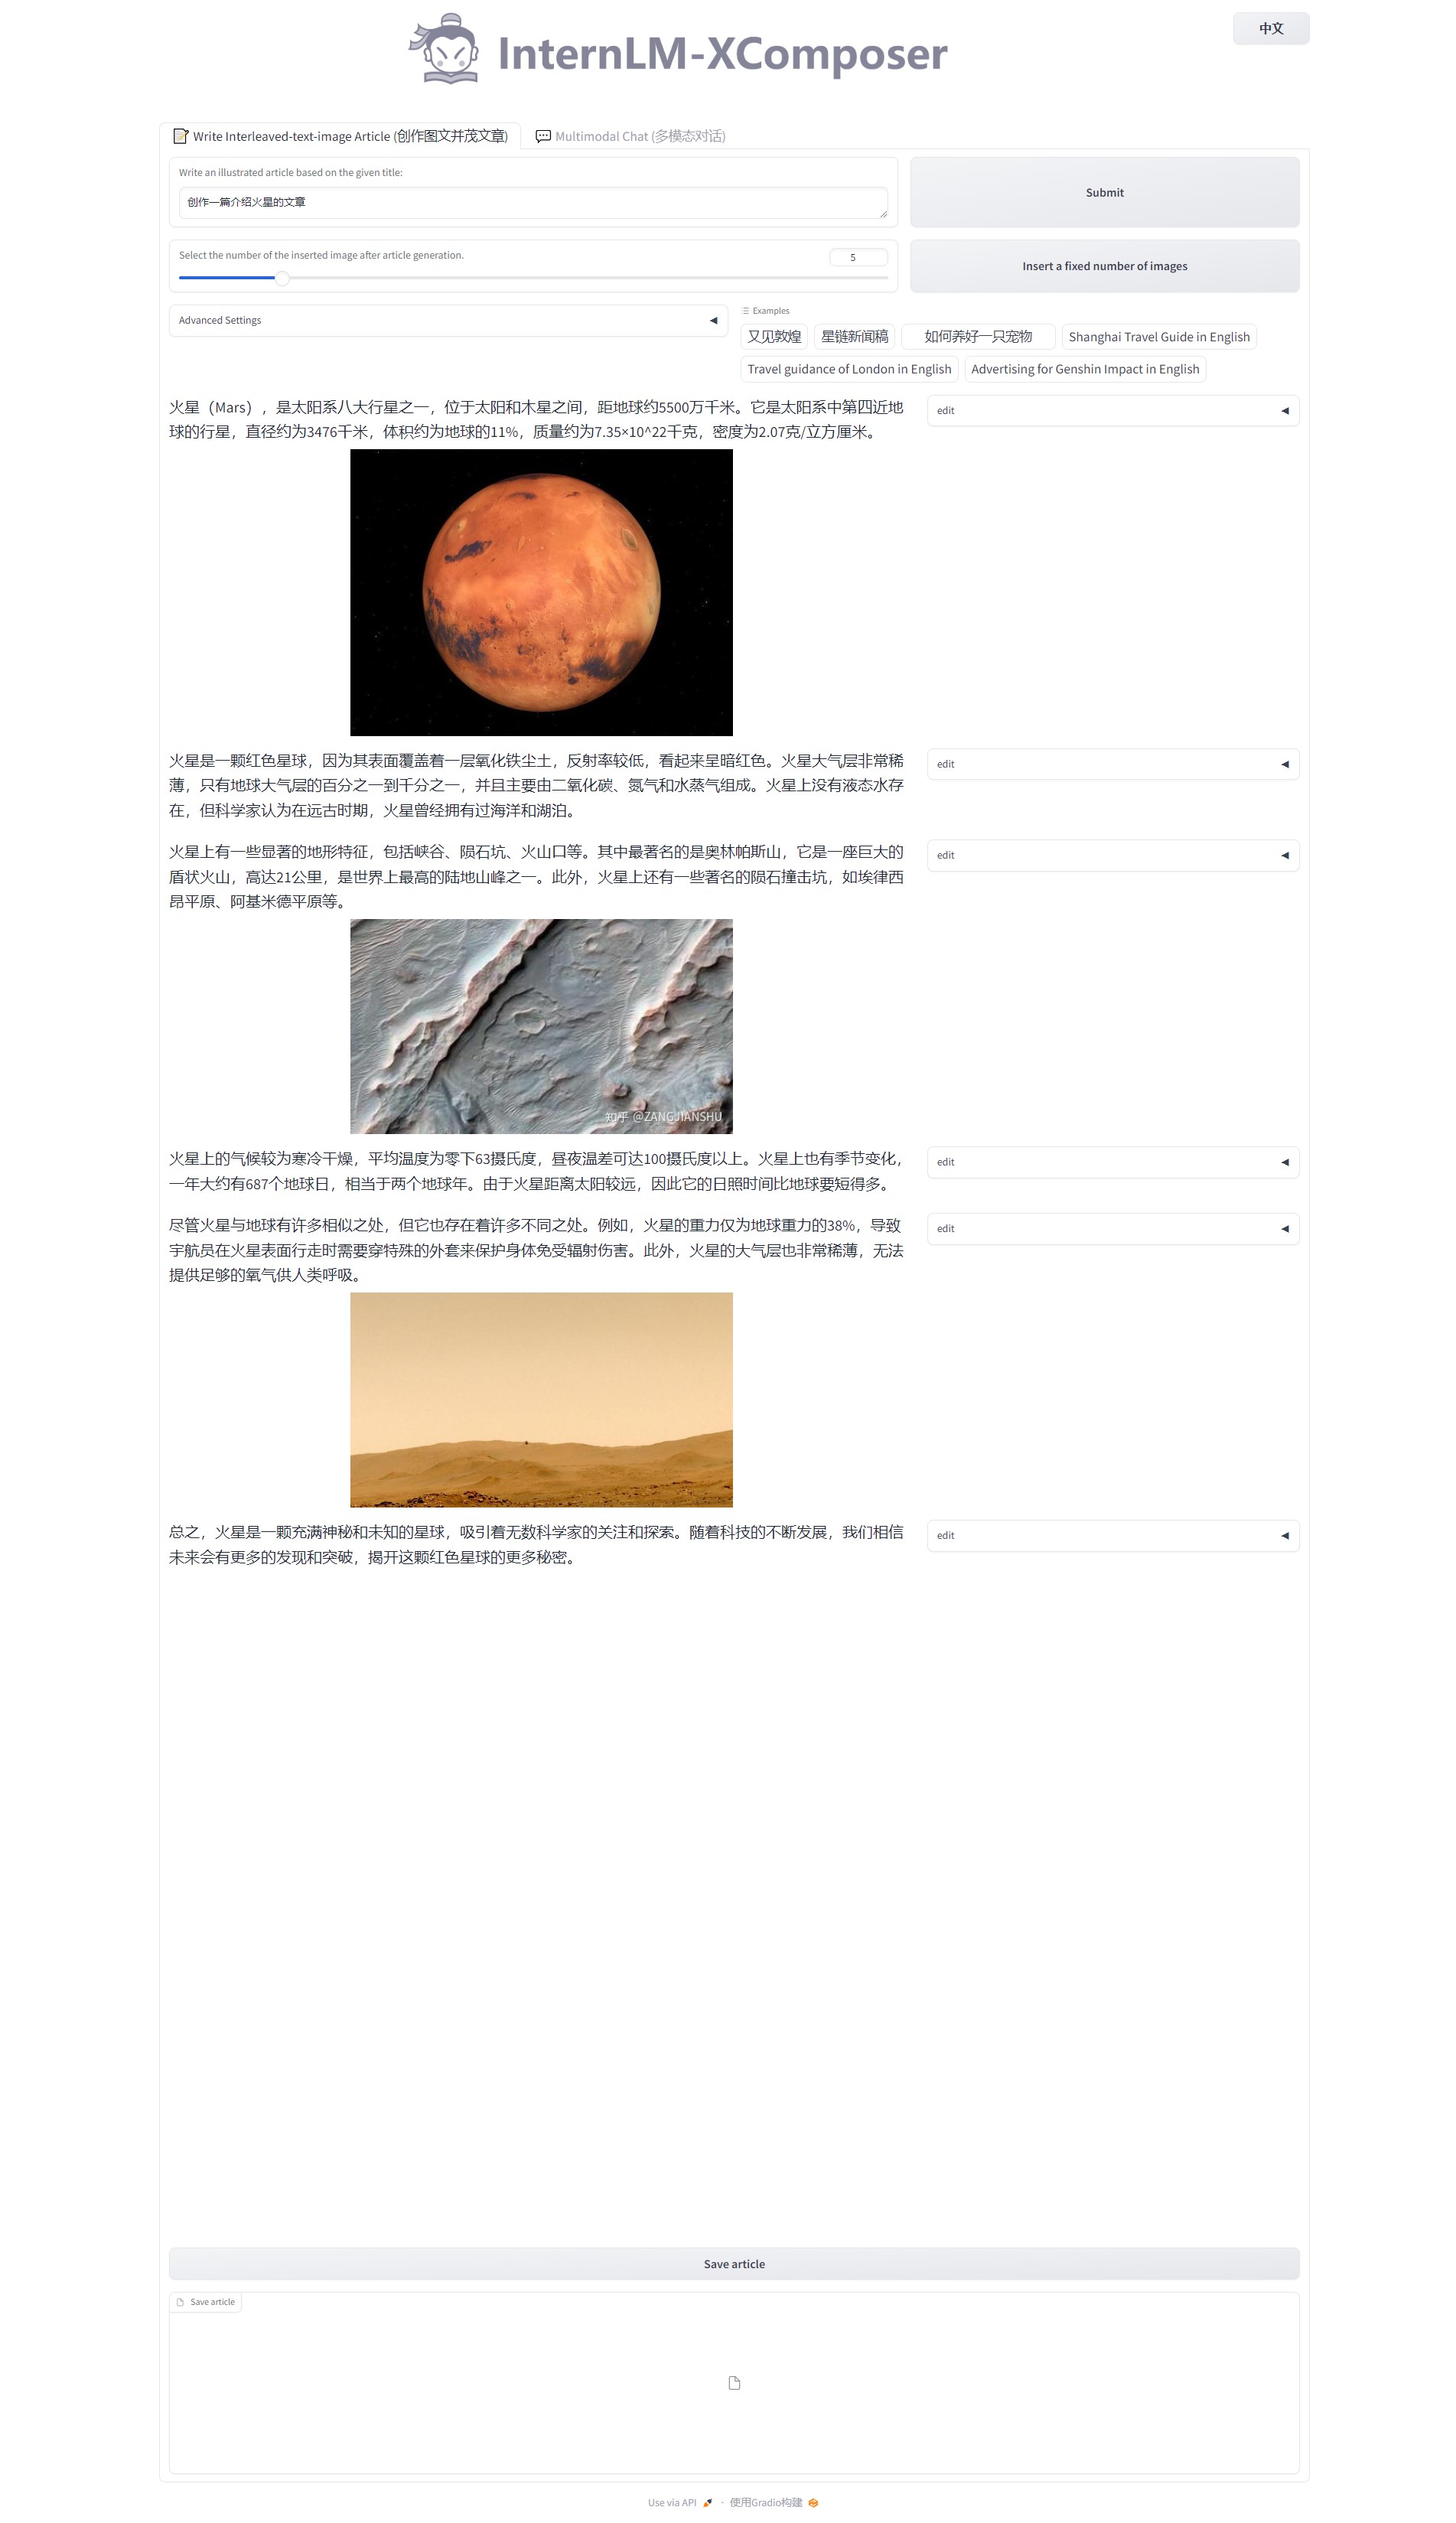 InternLM-XComposer
中文
Write Interleaved-text-image Article (创作图文并茂文章)
Multimodal Chat (多模态对话)
Write an illustrated article based on the given title:
创作一篇介绍火星的文章
Submit
Select the number of the inserted image after article generation.
5
Insert a fixed number of images
Advanced Settings
Examples
又见敦煌
星链新闻稿
如何养好一只宠物
Shanghai Travel Guide in English
Travel guidance of London in English
Advertising for Genshin Impact in English
火星（Mars），是太阳系八大行星之一，位于太阳和木星之间，距地球约5500万千米。它是太阳系中第四近地
球的行星，直径约为3476千米，体积约为地球的11%，质量约为7.35×10^22千克，密度为2.07克/立方厘米。
edit
火星是一颗红色星球，因为其表面覆盖着一层氧化铁尘土，反射率较低，看起来呈暗红色。火星大气层非常稀
薄，只有地球大气层的百分之一到千分之一，并且主要由二氧化碳、氮气和水蒸气组成。火星上没有液态水存
在，但科学家认为在远古时期，火星曾经拥有过海洋和湖泊。
edit
火星上有一些显著的地形特征，包括峡谷、陨石坑、火山口等。其中最著名的是奥林帕斯山，它是一座巨大的
盾状火山，高达21公里，是世界上最高的陆地山峰之一。此外，火星上还有一些著名的陨石撞击坑，如埃律西
昂平原、阿基米德平原等。
edit
知乎 @ZANGJIANSHU
火星上的气候较为寒冷干燥，平均温度为零下63摄氏度，昼夜温差可达100摄氏度以上。火星上也有季节变化，
一年大约有687个地球日，相当于两个地球年。由于火星距离太阳较远，因此它的日照时间比地球要短得多。
edit
尽管火星与地球有许多相似之处，但它也存在着许多不同之处。例如，火星的重力仅为地球重力的38%，导致
宇航员在火星表面行走时需要穿特殊的外套来保护身体免受辐射伤害。此外，火星的大气层也非常稀薄，无法
提供足够的氧气供人类呼吸。
edit
总之，火星是一颗充满神秘和未知的星球，吸引着无数科学家的关注和探索。随着科技的不断发展，我们相信
未来会有更多的发现和突破，揭开这颗红色星球的更多秘密。
edit
Save article
Save article
Use via API · 使用Gradio构建